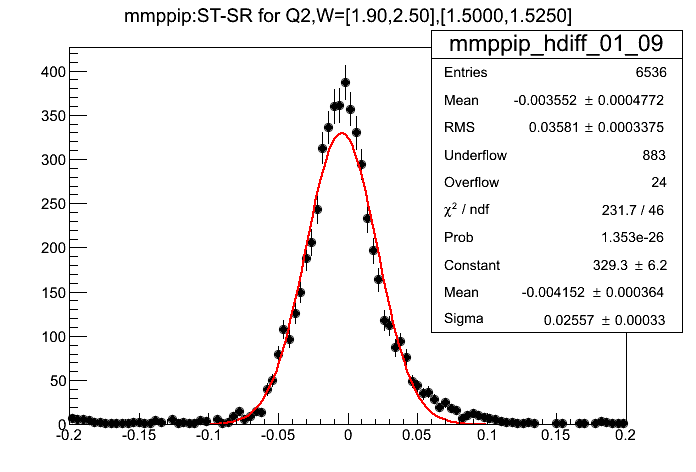 mmppip:ST-SR for Q2,W=[1.90,2.50],[1.5000,1.5250]
mmppip_hdiff_01_09
Entries 6536
Mean -0.003552 ± 0.0004772
RMS 0.03581 ± 0.0003375
Underflow 883
Overflow 24
χ² / ndf 231.7 / 46
Prob 1.353e-26
Constant 329.3 ± 6.2
Mean -0.004152 ± 0.000364
Sigma 0.02557 ± 0.00033
400
350
300
250
200
150
100
50
0
-0.2 -0.15 -0.1 -0.05 0 0.05 0.1 0.15 0.2